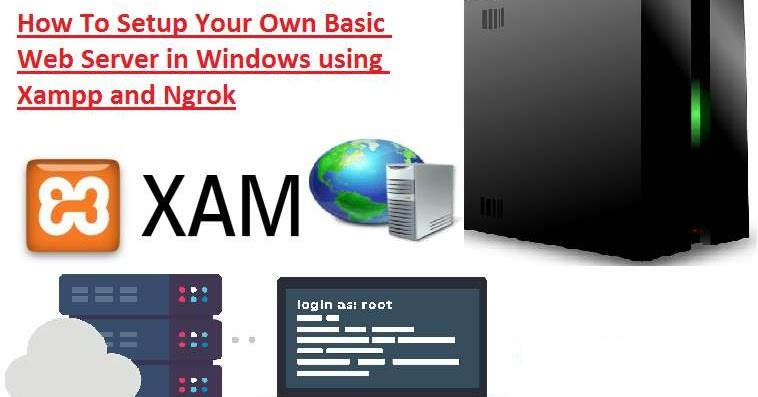 How To Setup Your Own Basic
Web Server in Windows using
Xampp and Ngrok
XAM
login as: root